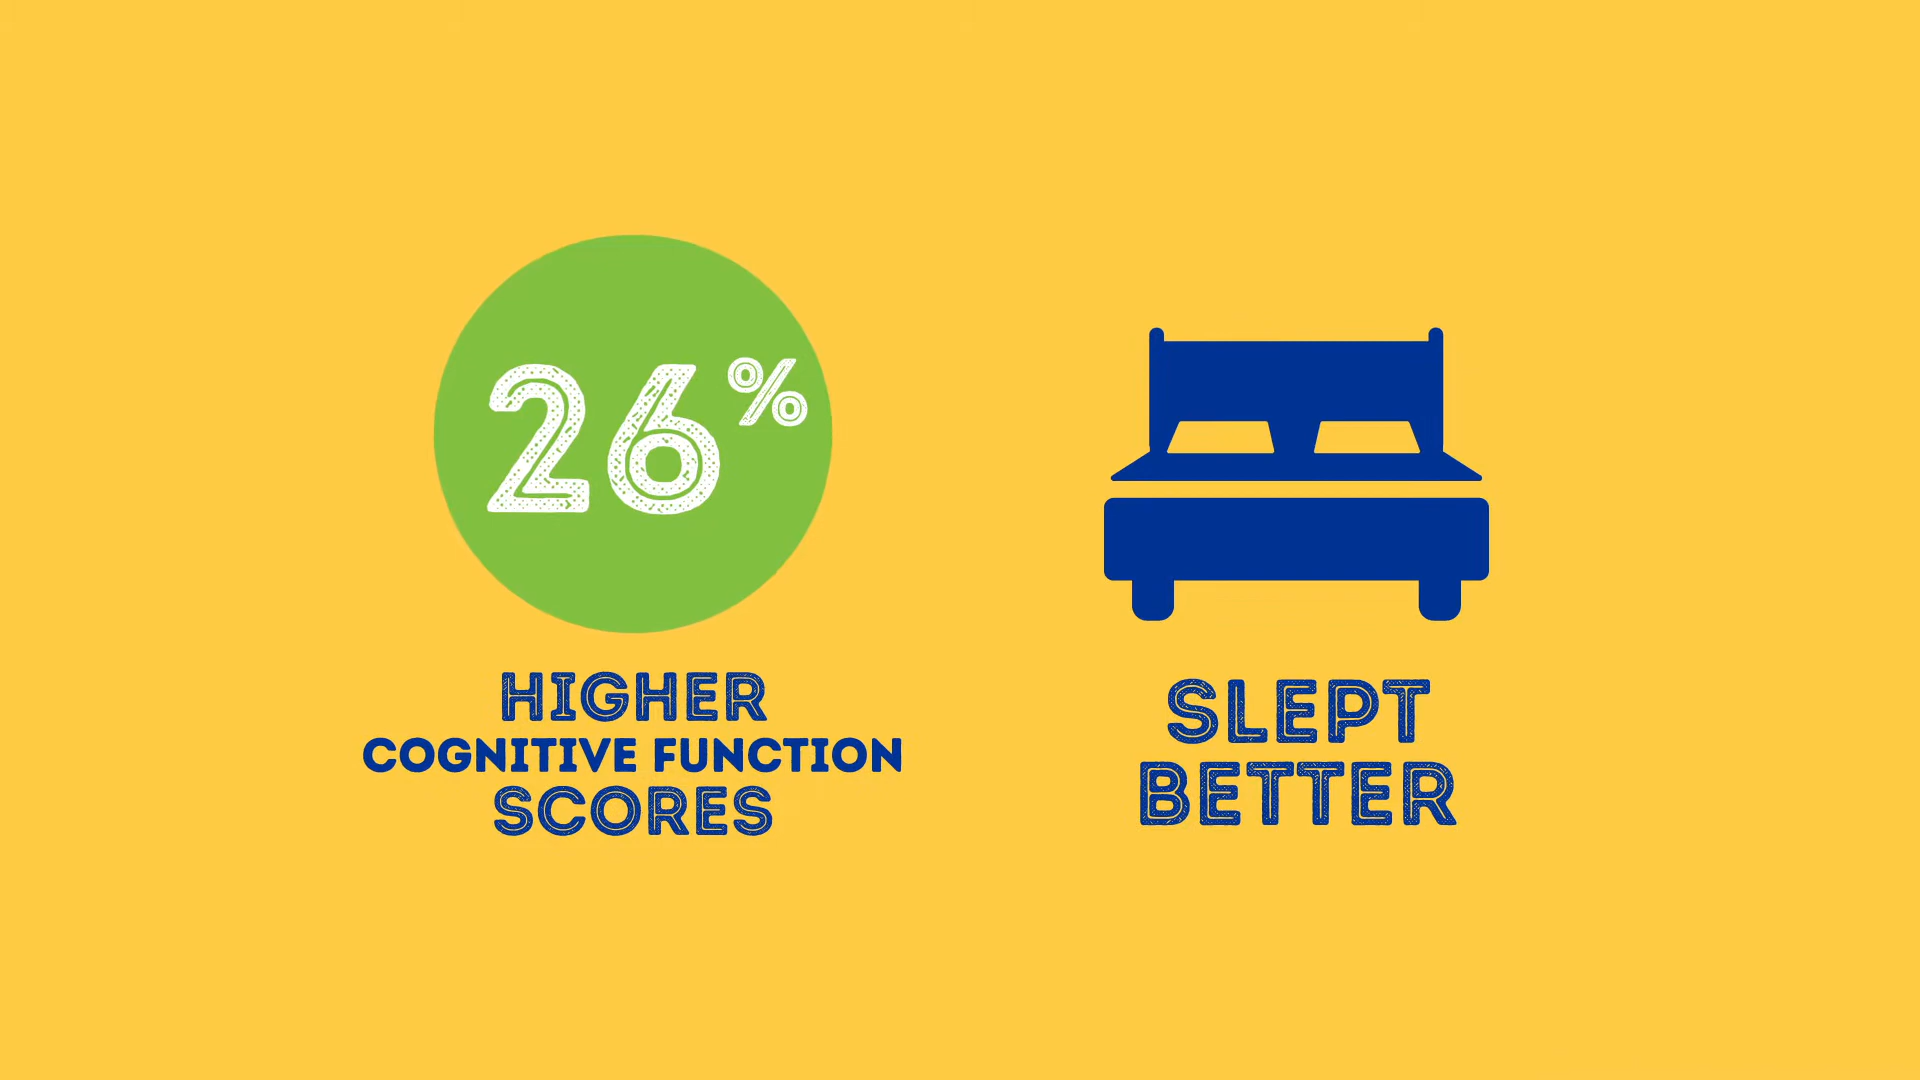 26%
HIGHER
COGNITIVE FUNCTION
SCORES
SLEPT
BETTER